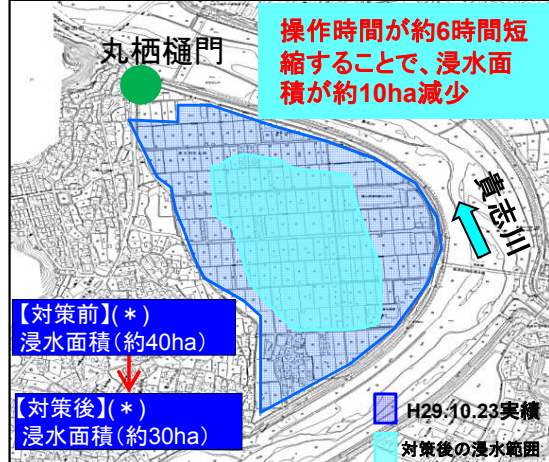 丸栖樋門
操作時間が約6時間短
縮することで、浸水面
積が約10ha減少
貴志川
【対策前】(*)
浸水面積(約40ha)
【対策後】(*)
浸水面積(約30ha)
H29.10.23実績
対策後の浸水範囲